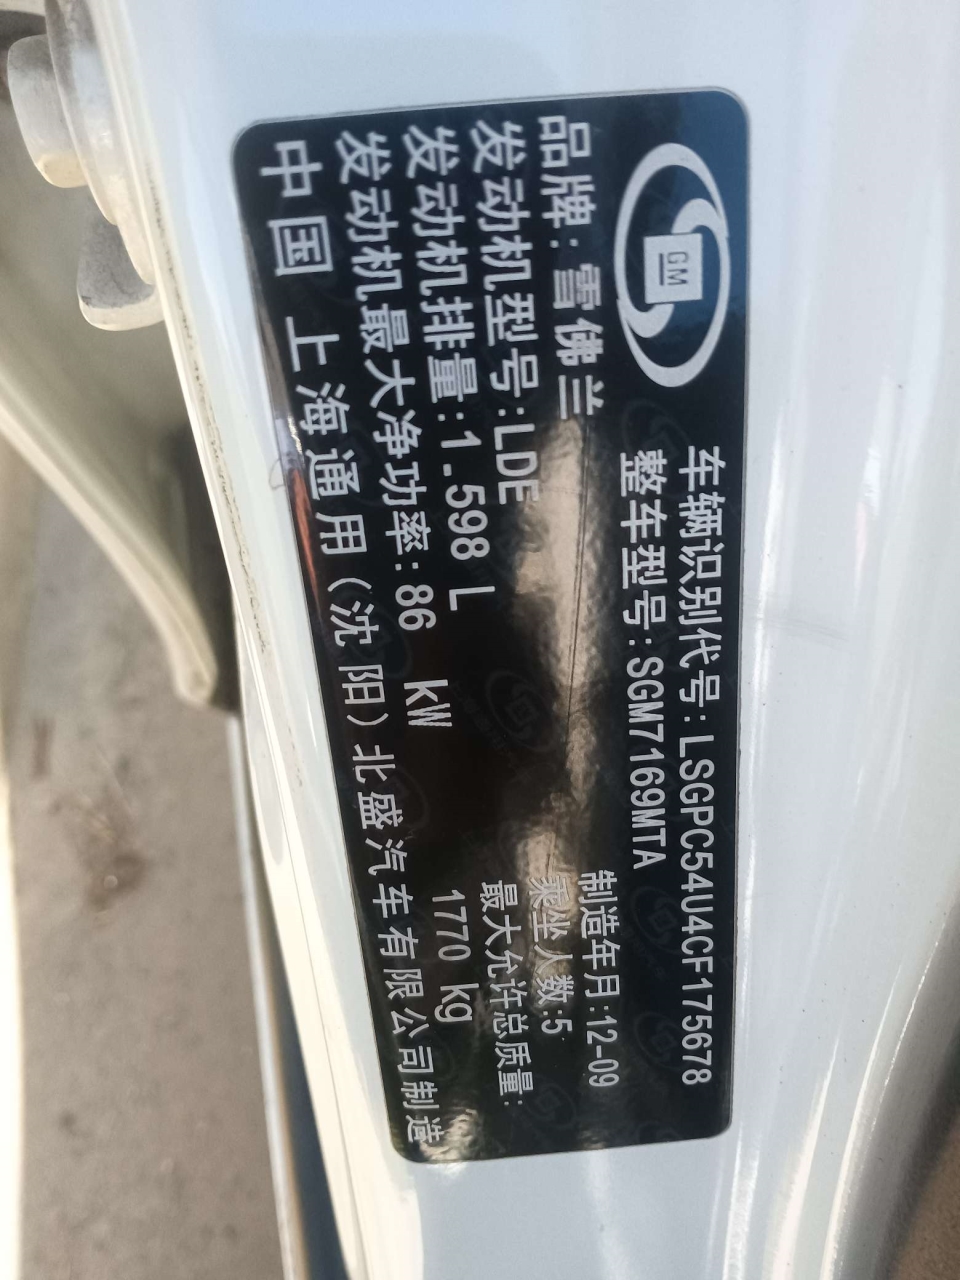 GM
车辆识别代号:LSGPC54U4CF175678
整车型号:SGM7169MTA
品牌:雪佛兰
制造年月:12-09
发动机型号:LDE
乘坐人数:5
发动机排量:1.598 L
最大允许总质量:
发动机最大净功率:86 kW
1770 kg
中国 上海通用(沈阳)北盛汽车有限公司制造